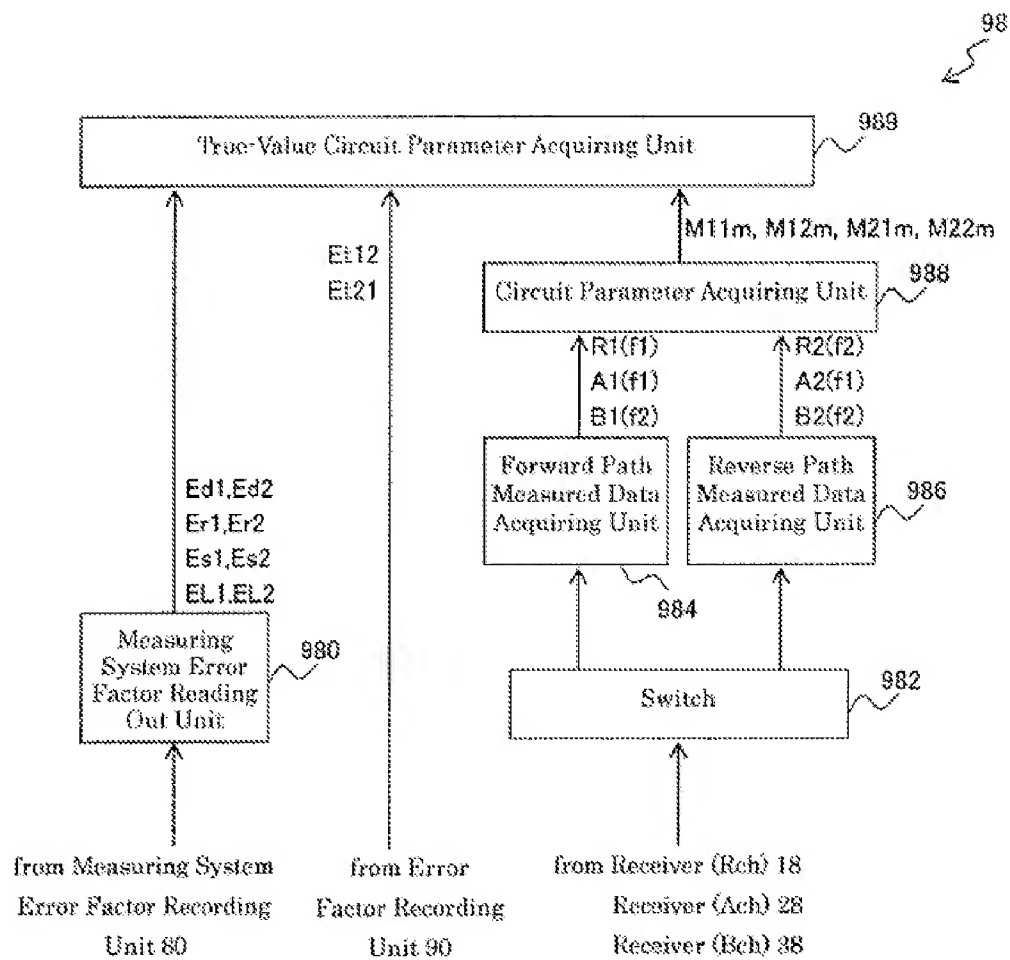 98
True-Value Circuit Parameter Acquiring Unit
989
M11m, M12m, M21m, M22m
Et12
Et21
Circuit Parameter Acquiring Unit
988
R1(f1)
A1(f1)
B1(f2)
R2(f2)
A2(f1)
B2(f2)
Forward Path
Measured Data
Acquiring Unit
984
Reverse Path
Measured Data
Acquiring Unit
986
Ed1,Ed2
Er1,Er2
Es1,Es2
EL1,EL2
Measuring
System Error
Factor Reading
Out Unit
980
Switch
982
from Measuring System
Error Factor Recording
Unit 80
from Error
Factor Recording
Unit 90
from Receiver (Rch) 18
Receiver (Ach) 28
Receiver (Bch) 38